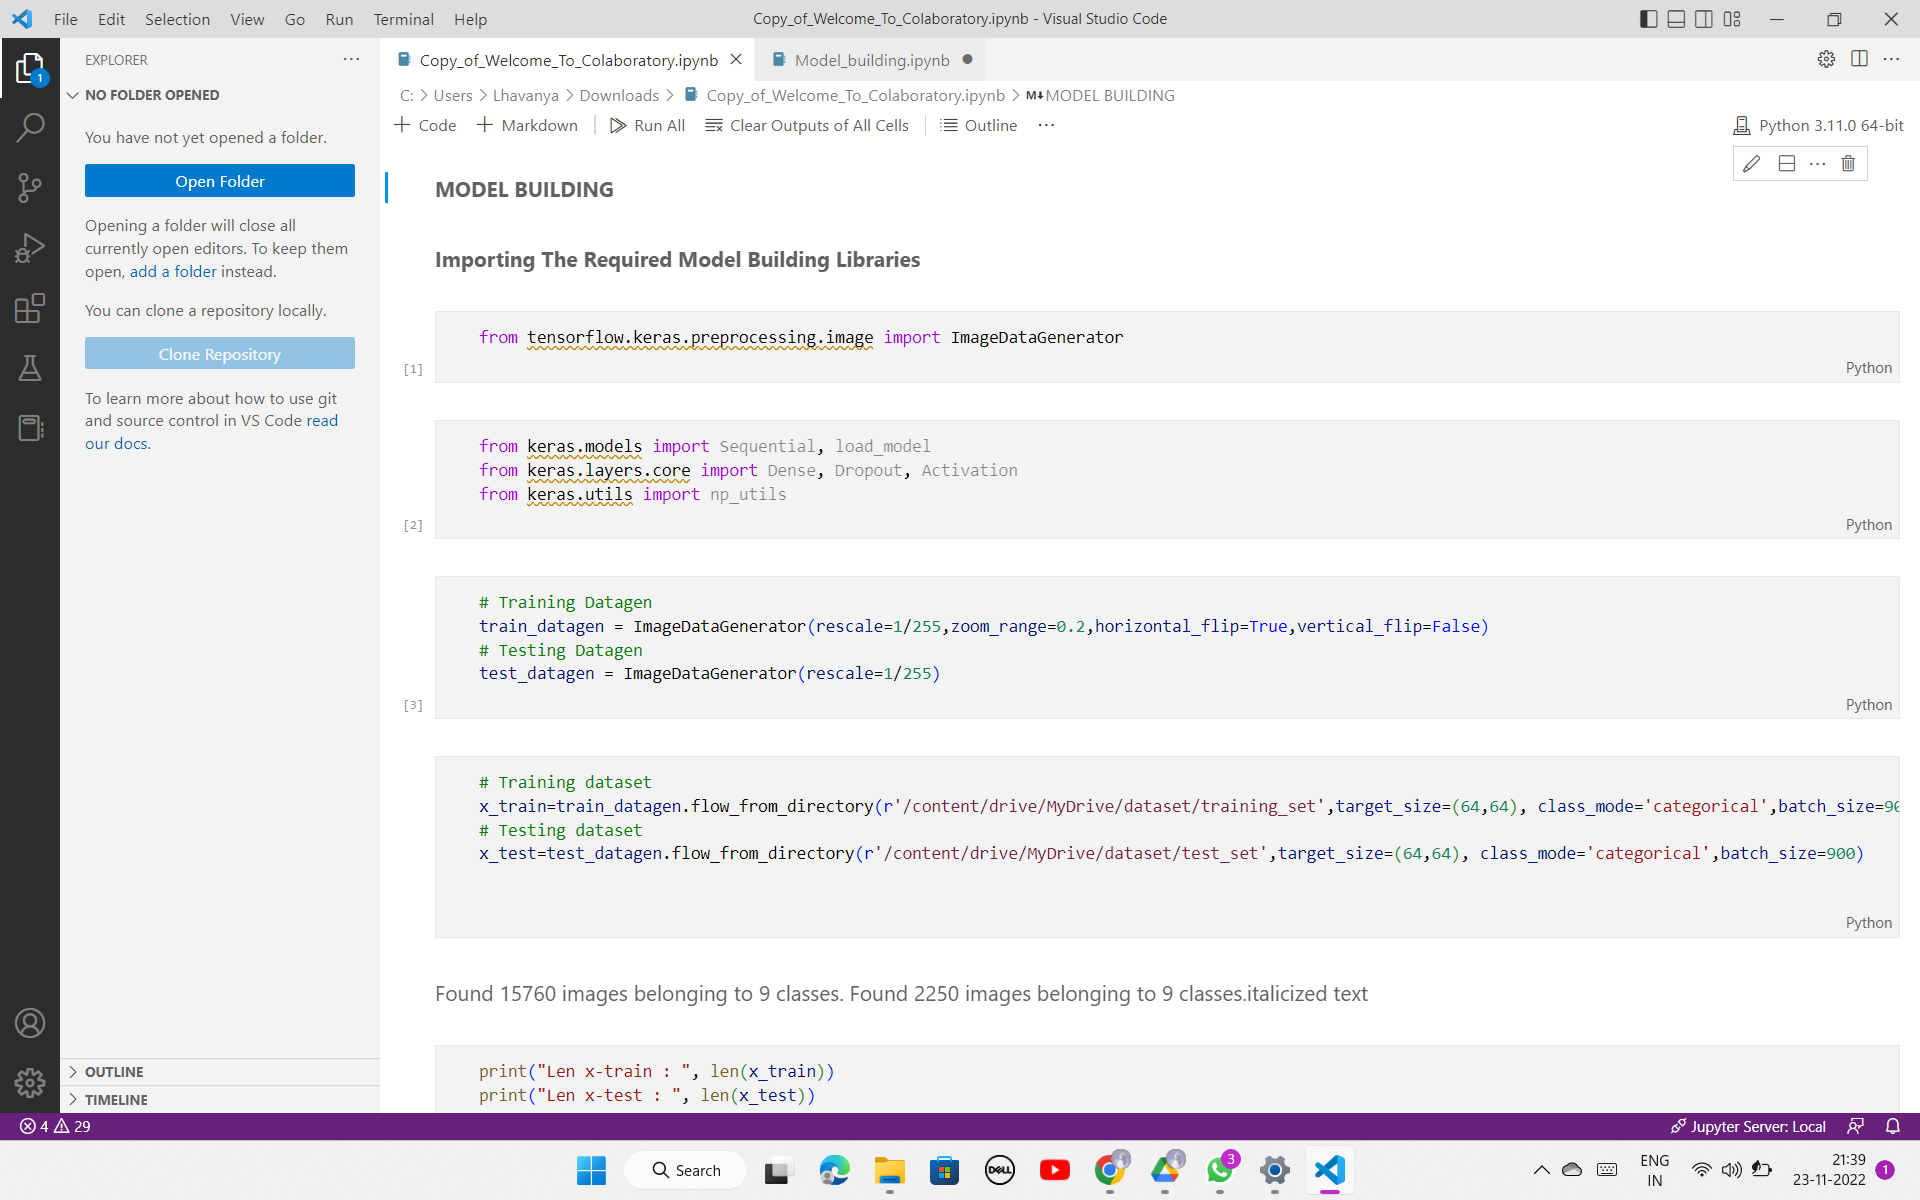 File Edit Selection View Go Run Terminal Help
Copy_of_Welcome_To_Colaboratory.ipynb - Visual Studio Code
EXPLORER
NO FOLDER OPENED
You have not yet opened a folder.
Open Folder
Opening a folder will close all
currently open editors. To keep them
open, add a folder instead.
You can clone a repository locally.
Clone Repository
To learn more about how to use git
and source control in VS Code read
our docs.
OUTLINE
TIMELINE
Copy_of_Welcome_To_Colaboratory.ipynb
Model_building.ipynb
C: > Users > Lhavanya > Downloads > Copy_of_Welcome_To_Colaboratory.ipynb > M↓MODEL BUILDING
+ Code + Markdown Run All Clear Outputs of All Cells Outline ...
Python 3.11.0 64-bit
MODEL BUILDING
Importing The Required Model Building Libraries
from tensorflow.keras.preprocessing.image import ImageDataGenerator
[1]
Python
from keras.models import Sequential, load_model
from keras.layers.core import Dense, Dropout, Activation
from keras.utils import np_utils
[2]
Python
# Training Datagen
train_datagen = ImageDataGenerator(rescale=1/255,zoom_range=0.2,horizontal_flip=True,vertical_flip=False)
# Testing Datagen
test_datagen = ImageDataGenerator(rescale=1/255)
[3]
Python
# Training dataset
x_train=train_datagen.flow_from_directory(r'/content/drive/MyDrive/dataset/training_set',target_size=(64,64), class_mode='categorical',batch_size=90
# Testing dataset
x_test=test_datagen.flow_from_directory(r'/content/drive/MyDrive/dataset/test_set',target_size=(64,64), class_mode='categorical',batch_size=900)
Python
Found 15760 images belonging to 9 classes. Found 2250 images belonging to 9 classes.italicized text
print("Len x-train : ", len(x_train))
print("Len x-test : ", len(x_test))
4 29
Jupyter Server: Local
Search
DELL
3
ENG
IN
21:39
23-11-2022
1